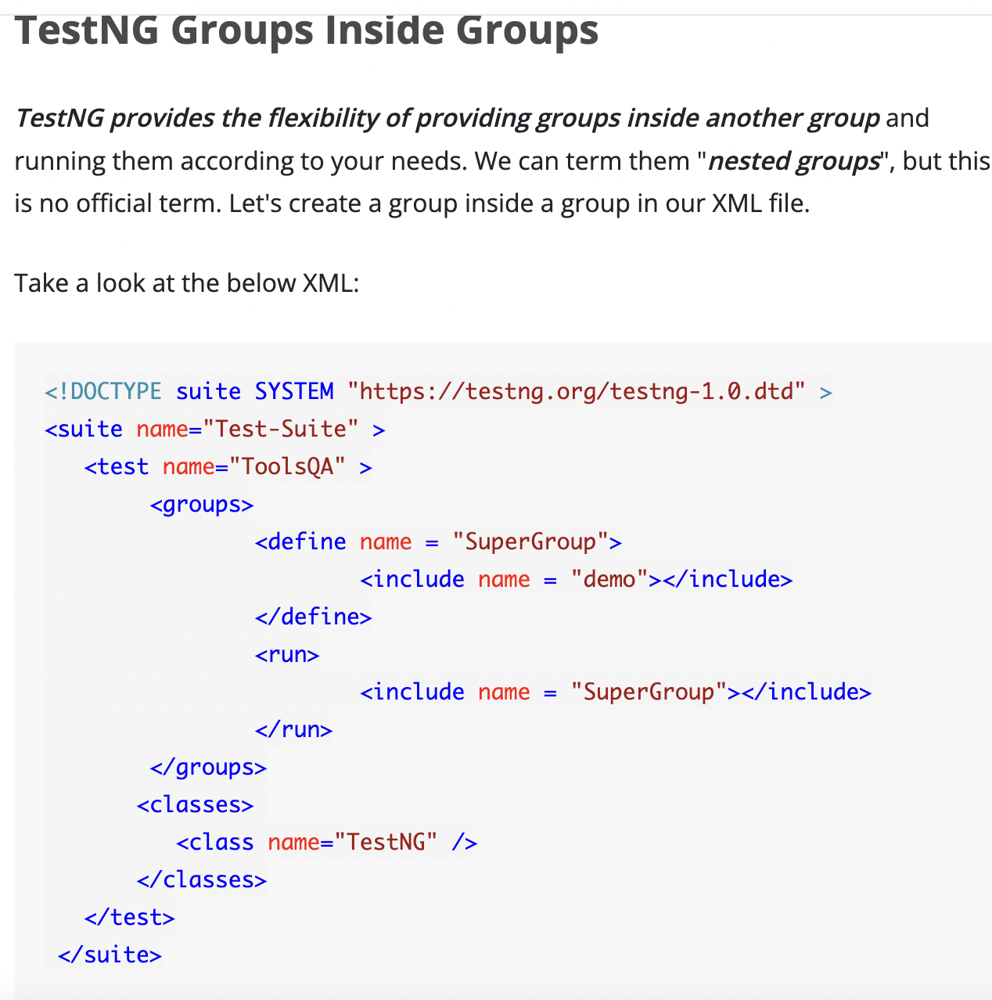 TestNG Groups Inside Groups
TestNG provides the flexibility of providing groups inside another group and
running them according to your needs. We can term them "nested groups", but this
is no official term. Let's create a group inside a group in our XML file.
Take a look at the below XML:
<!DOCTYPE suite SYSTEM "https://testng.org/testng-1.0.dtd" >
<suite name="Test-Suite" >
   <test name="ToolsQA" >
        <groups>
                <define name = "SuperGroup">
                        <include name = "demo"></include>
                </define>
                <run>
                        <include name = "SuperGroup"></include>
                </run>
        </groups>
       <classes>
          <class name="TestNG" />
       </classes>
   </test>
 </suite>